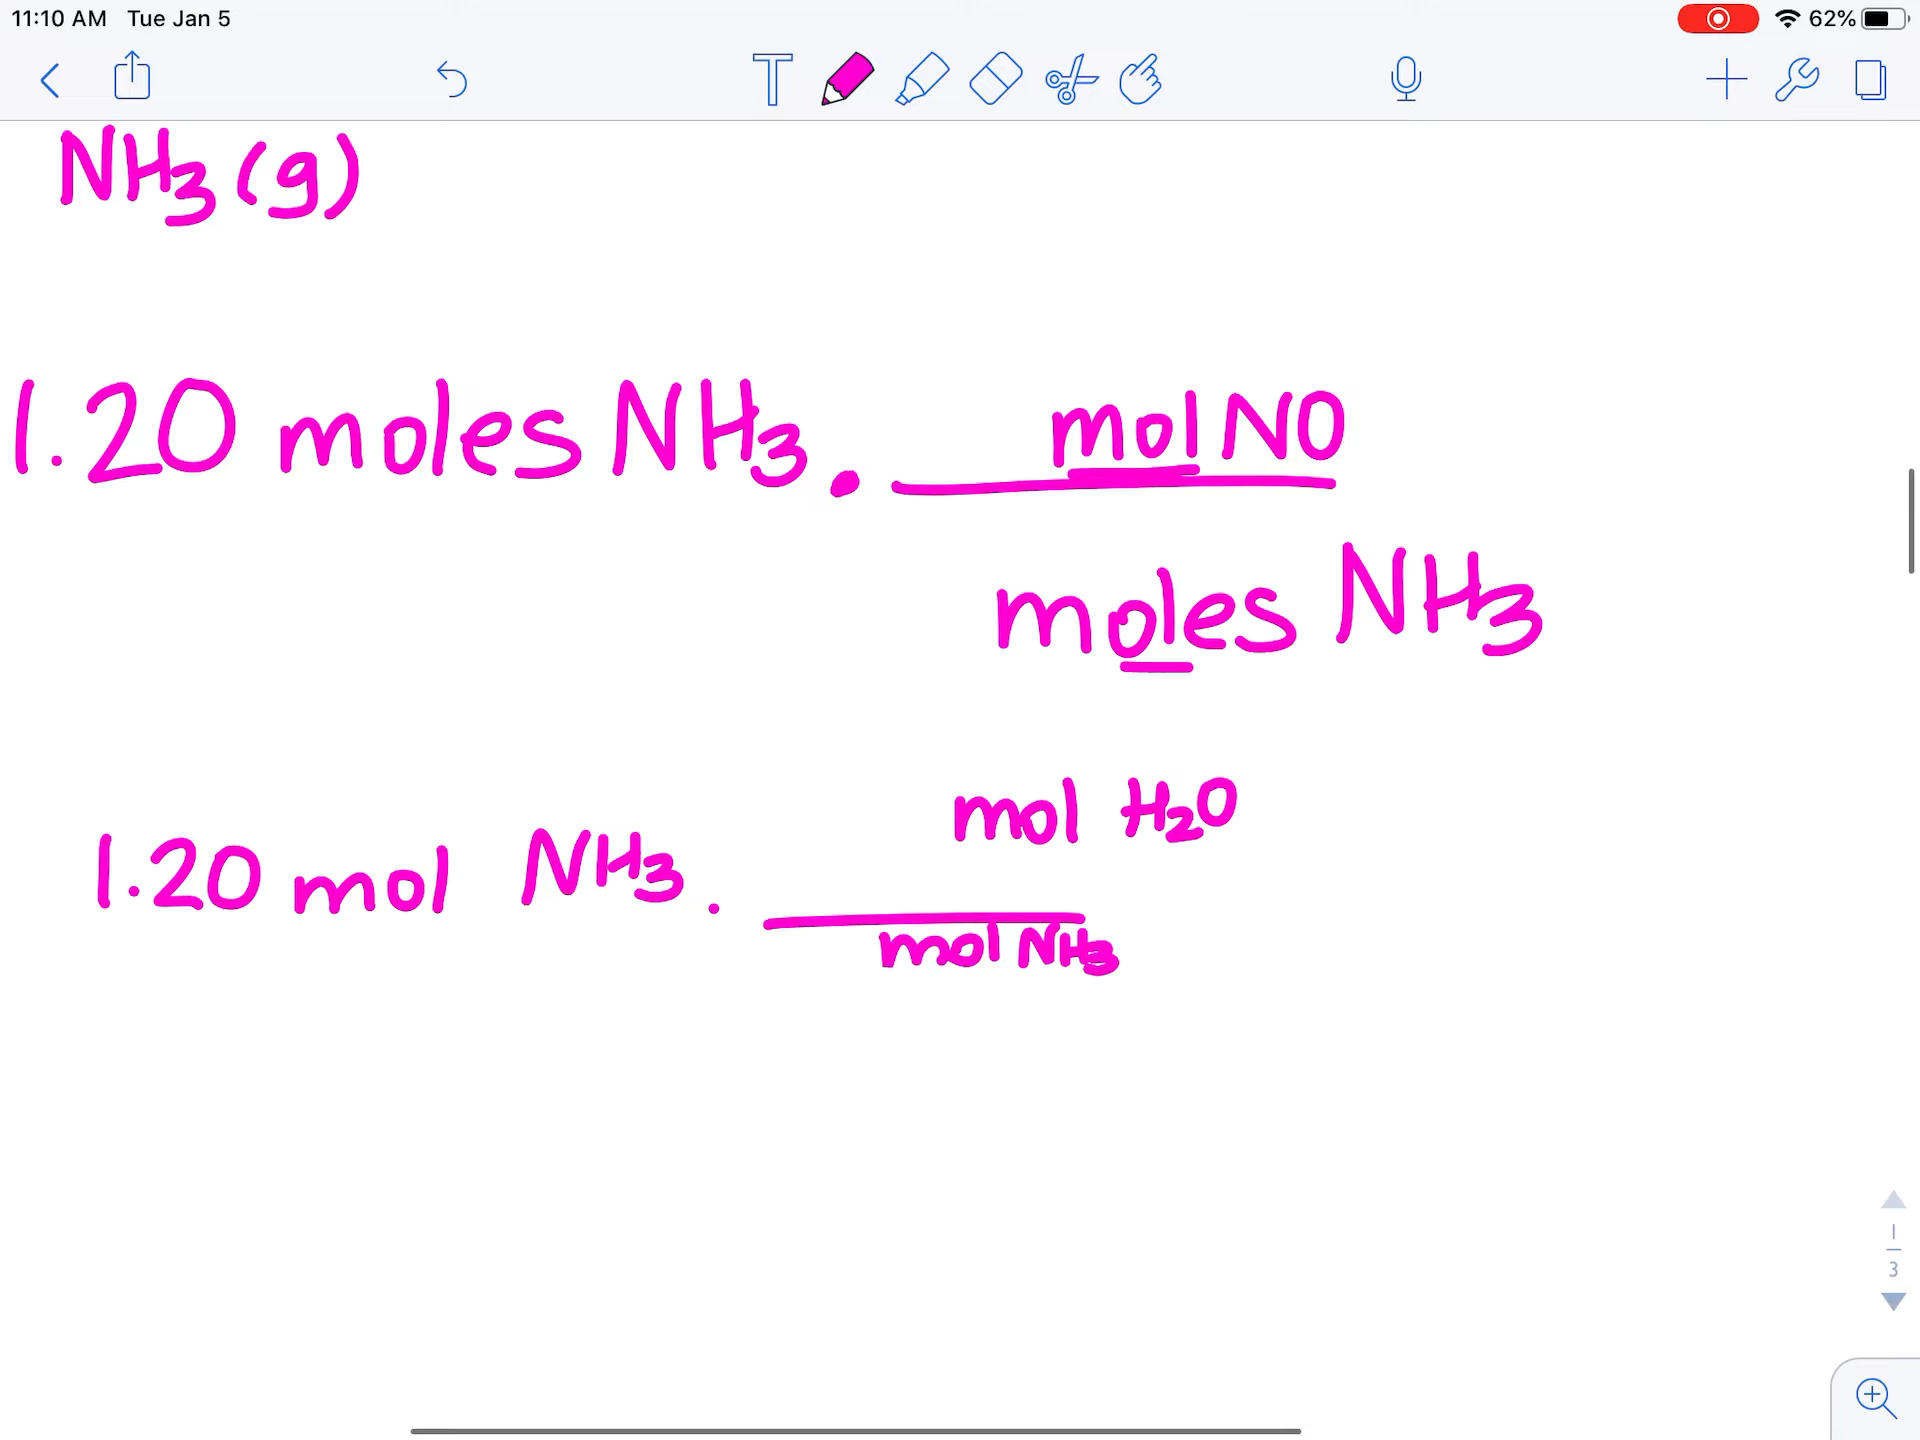 11:10 AM Tue Jan 5 62%
T
NH3 (g)
1.20 moles NH3 . mol NO
moles NH3
mol H2O
1.20 mol NH3 .
mol NH3
1
3